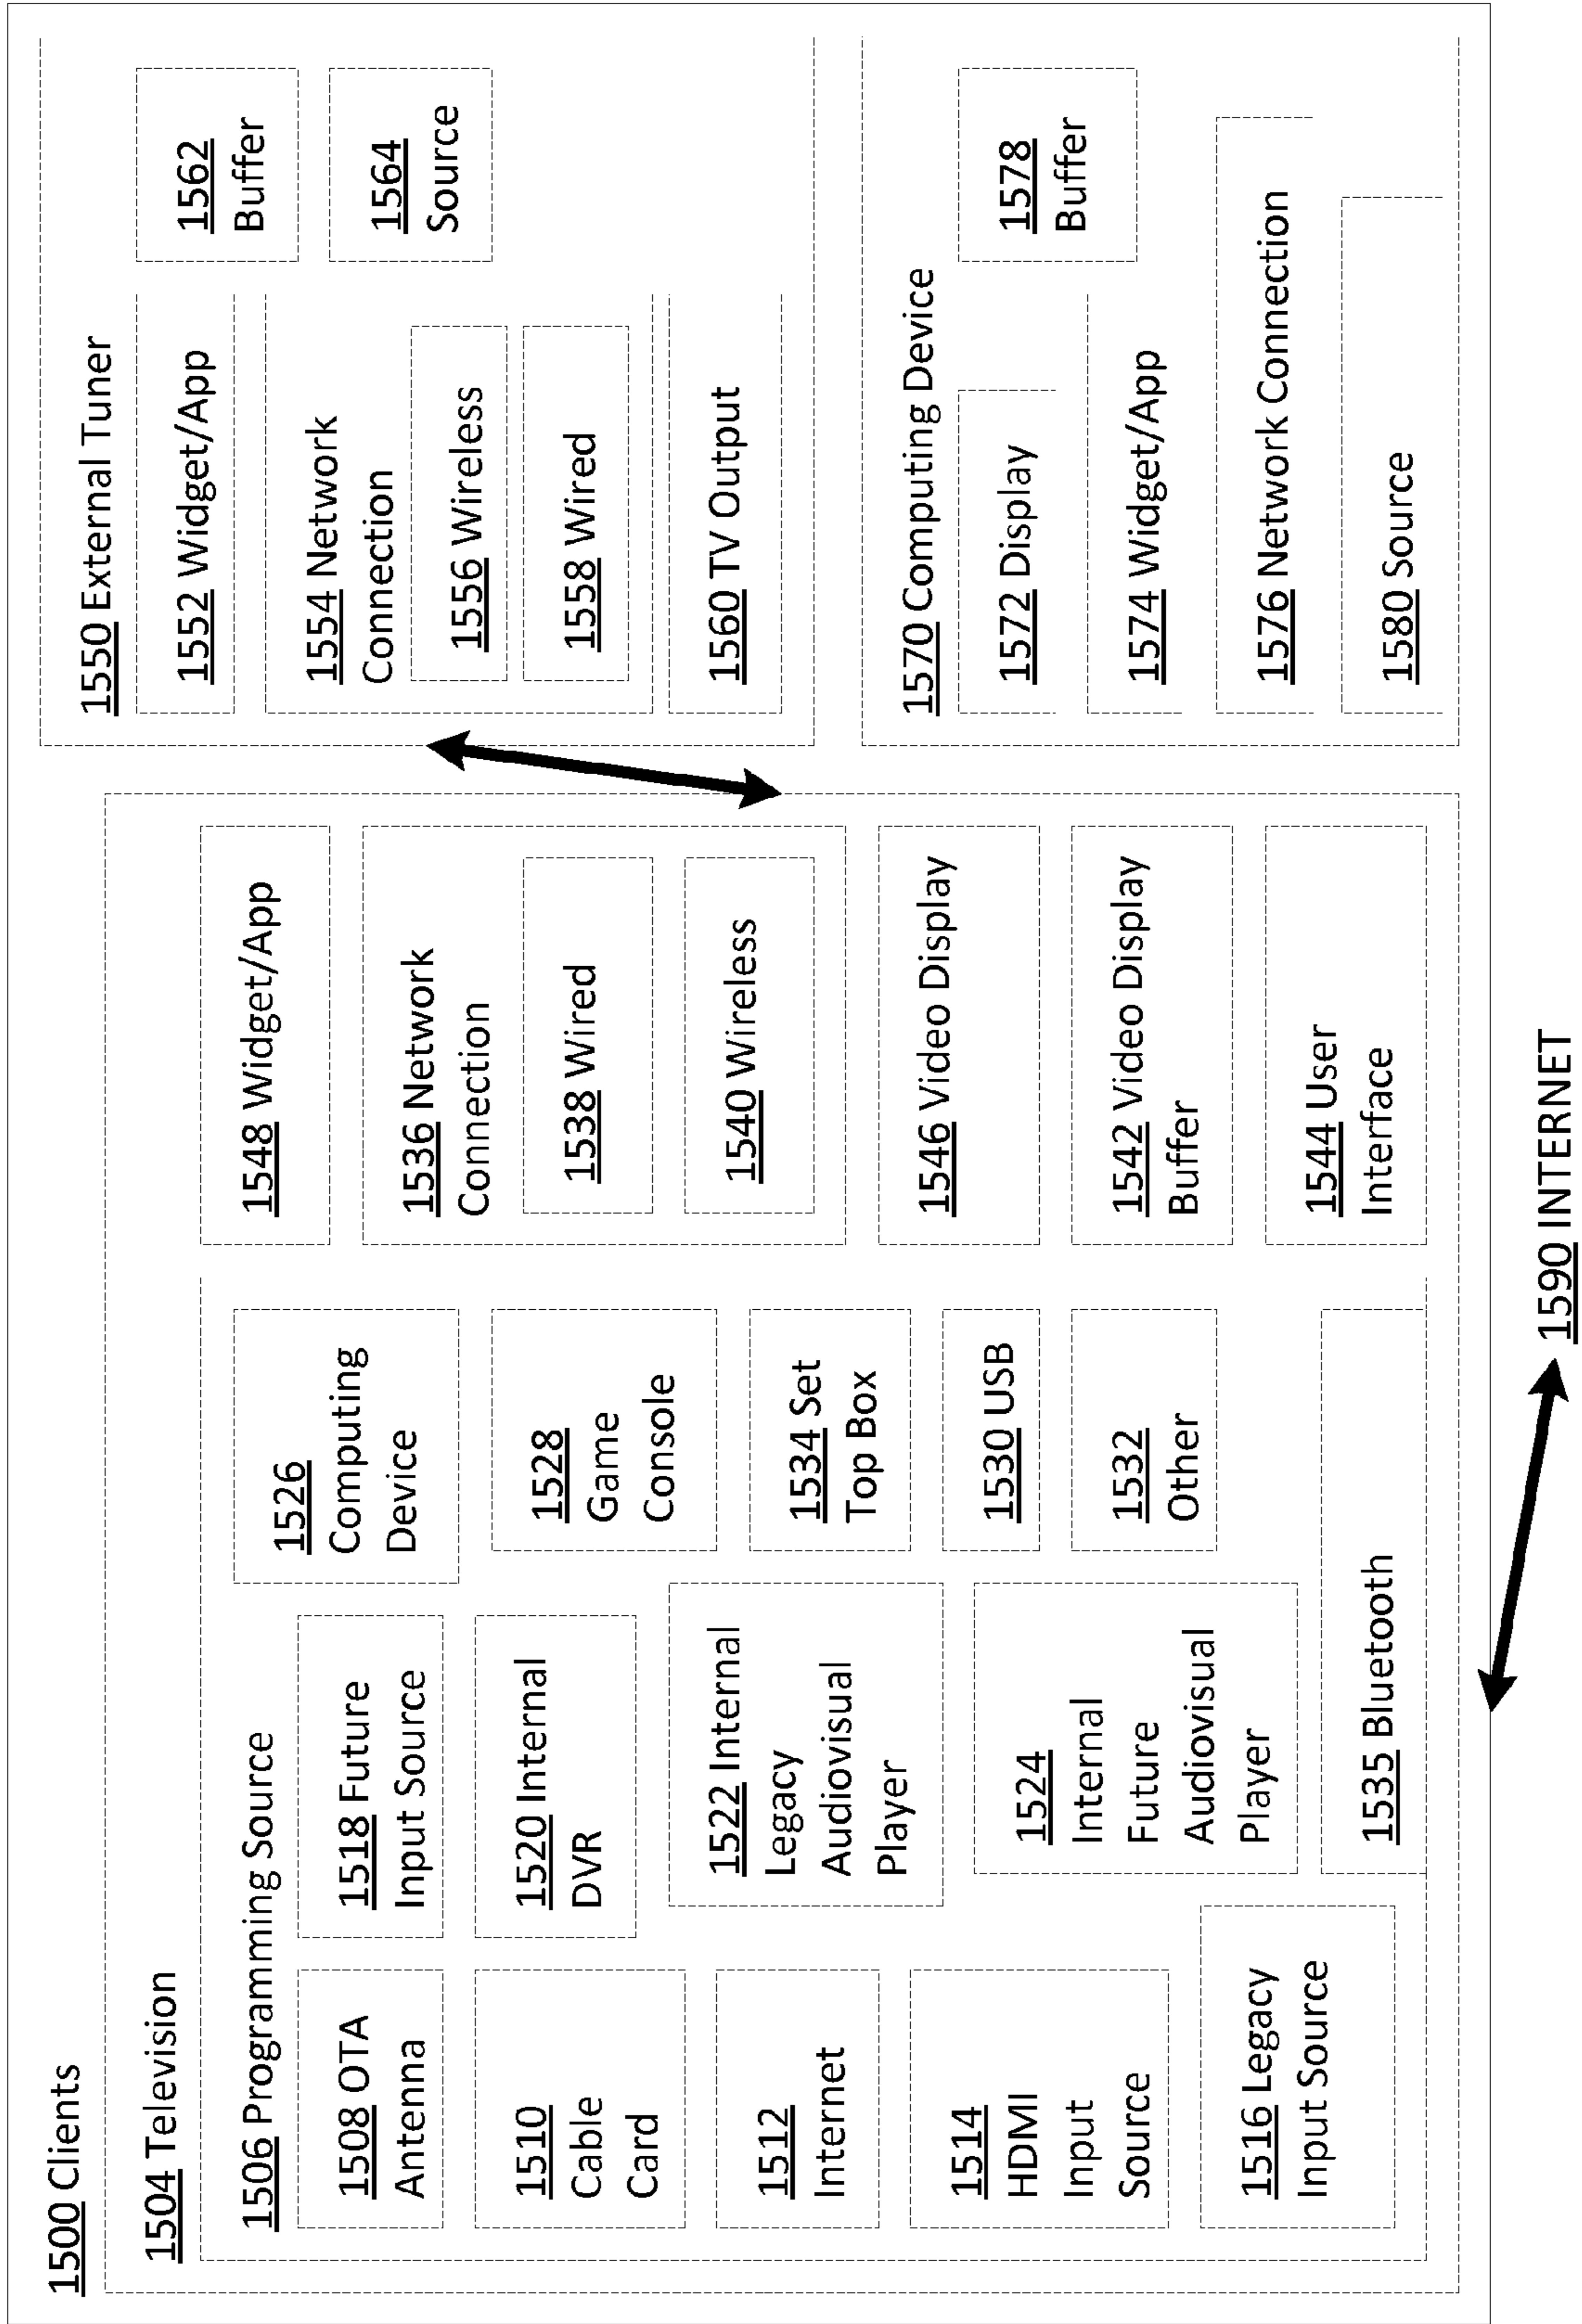 1500 Clients
1504 Television
1506 Programming Source
1508 OTA
Antenna
1510
Cable
Card
1512
Internet
1514
HDMI
Input
Source
1516 Legacy
Input Source
1518 Future
Input Source
1520 Internal
DVR
1522 Internal
Legacy
Audiovisual
Player
1524
Internal
Future
Audiovisual
Player
1535 Bluetooth
1526
Computing
Device
1528
Game
Console
1534 Set
Top Box
1530 USB
1532
Other
1548 Widget/App
1536 Network
Connection
1538 Wired
1540 Wireless
1546 Video Display
1542 Video Display
Buffer
1544 User
Interface
1550 External Tuner
1552 Widget/App
1554 Network
Connection
1556 Wireless
1558 Wired
1560 TV Output
1562
Buffer
1564
Source
1570 Computing Device
1572 Display
1574 Widget/App
1576 Network Connection
1580 Source
1578
Buffer
1590 INTERNET